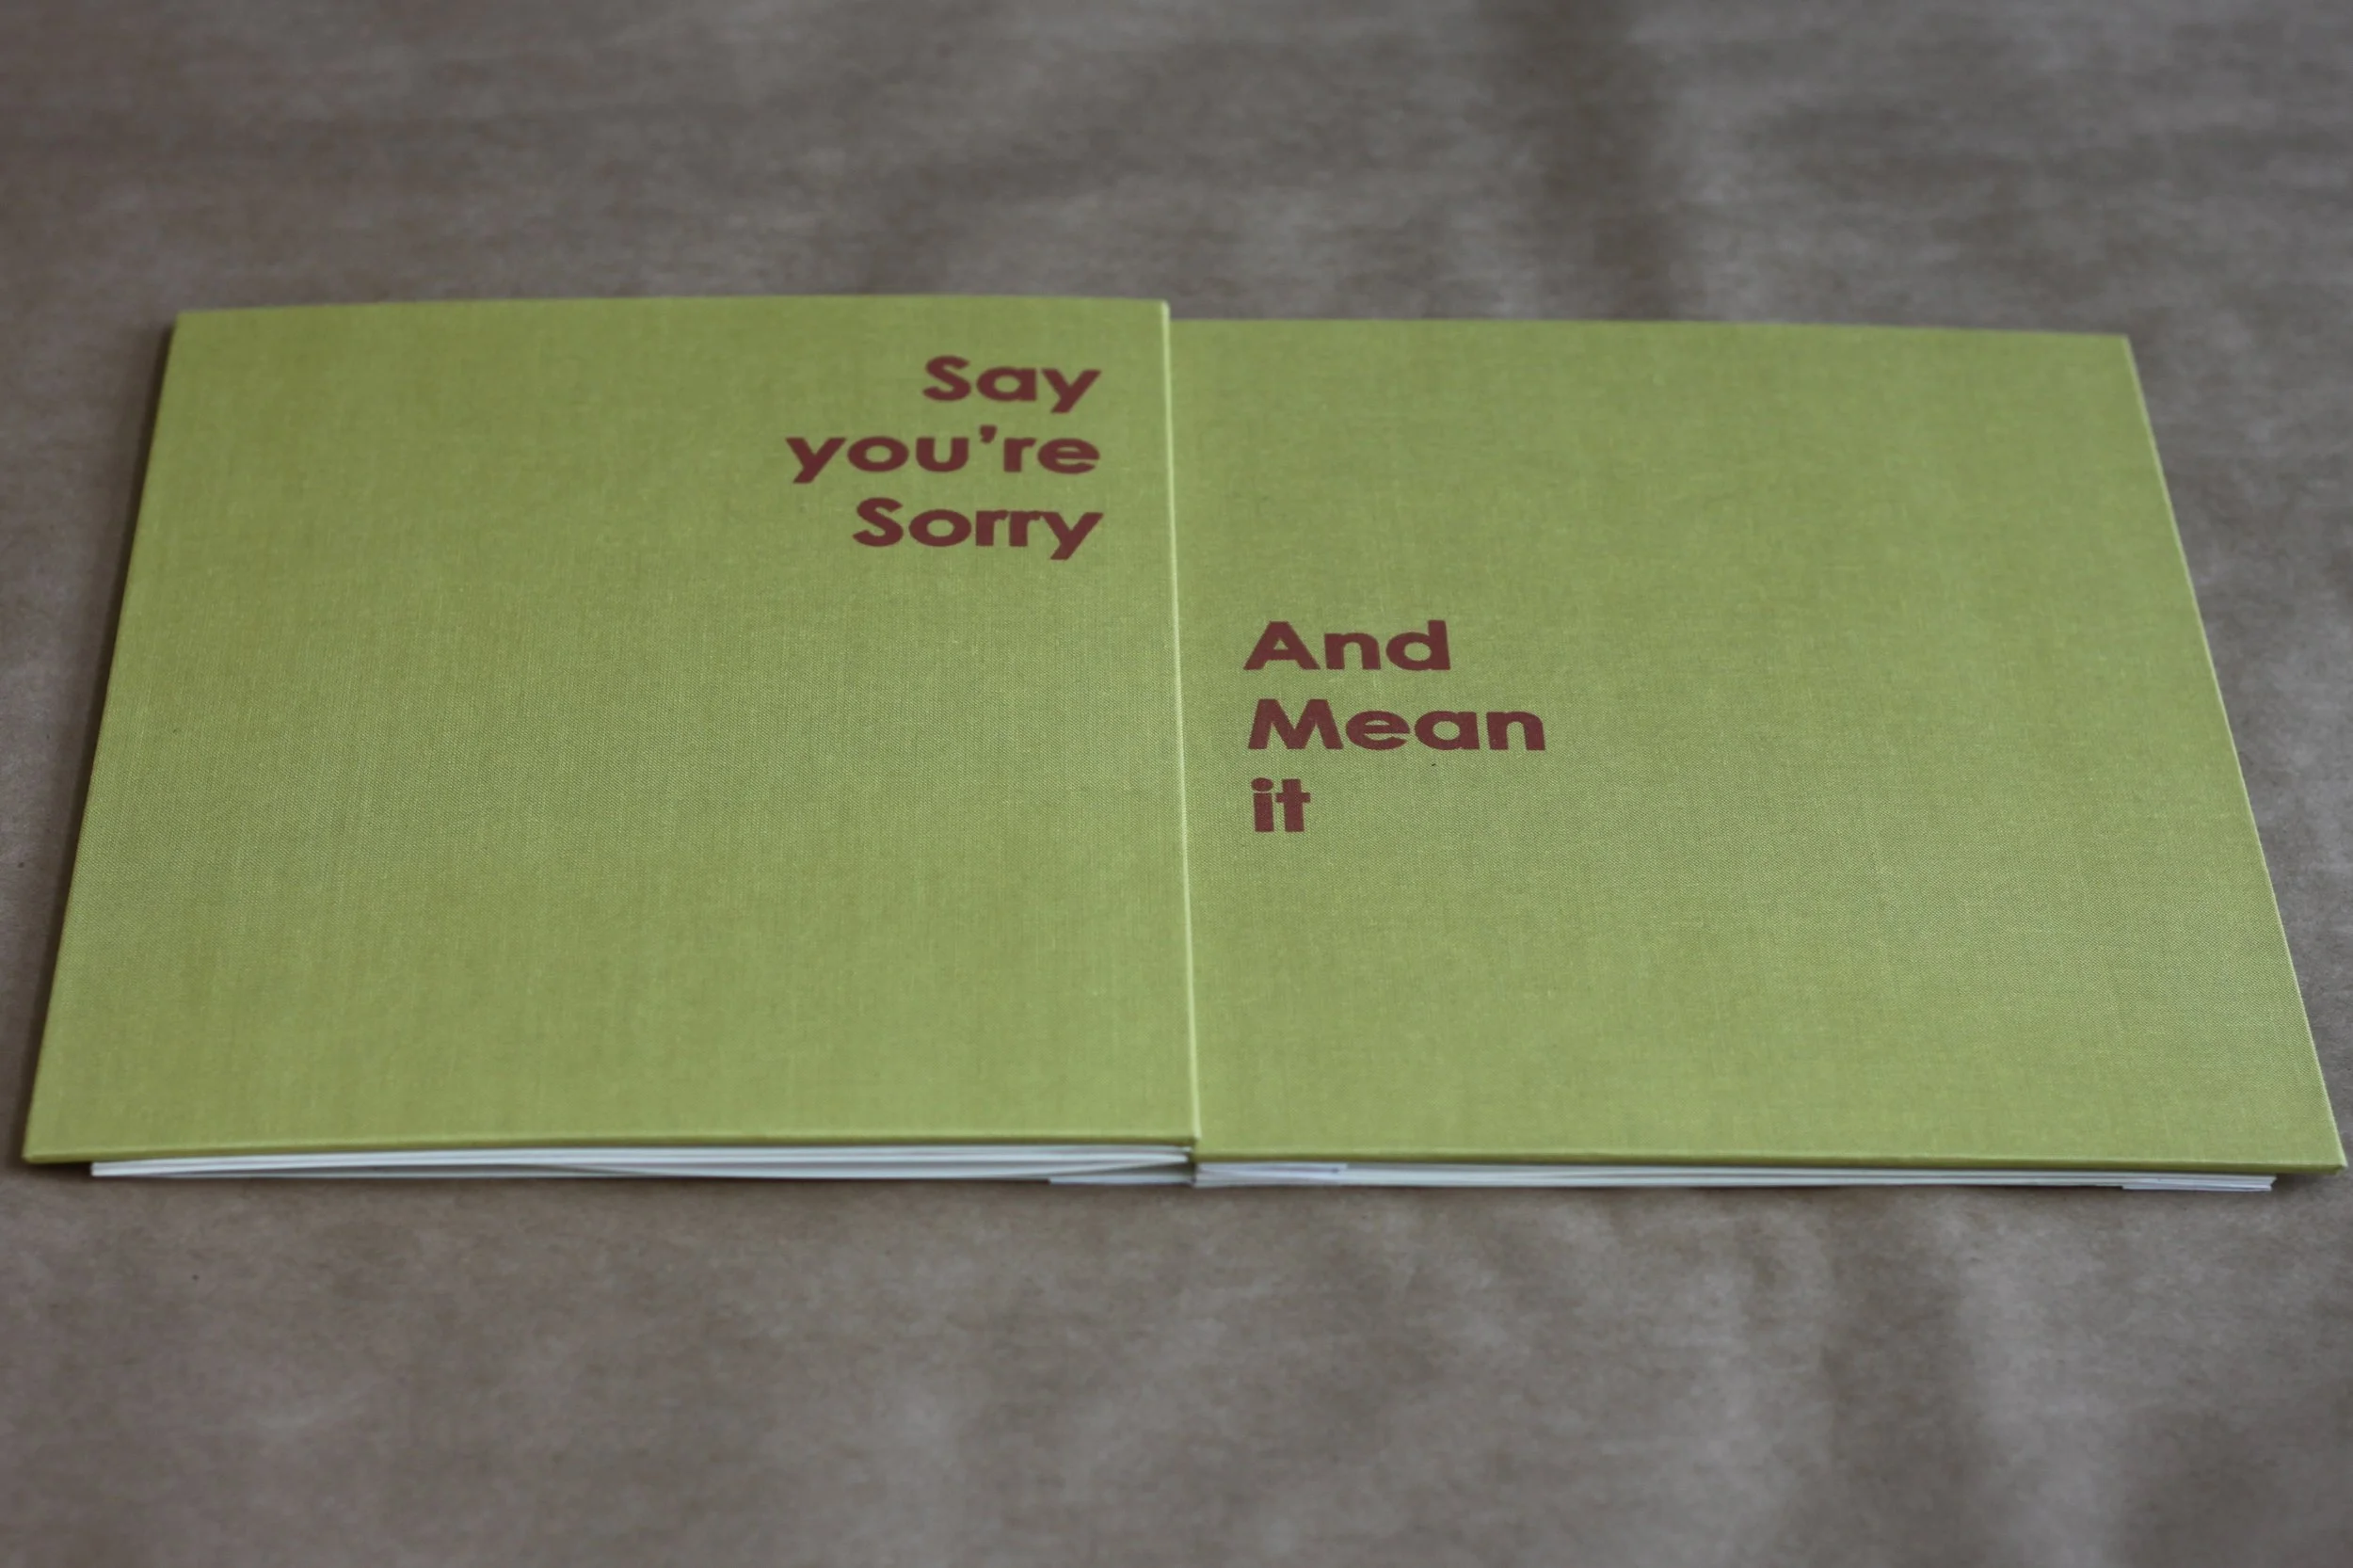 Say
you're
Sorry
And
Mean
it